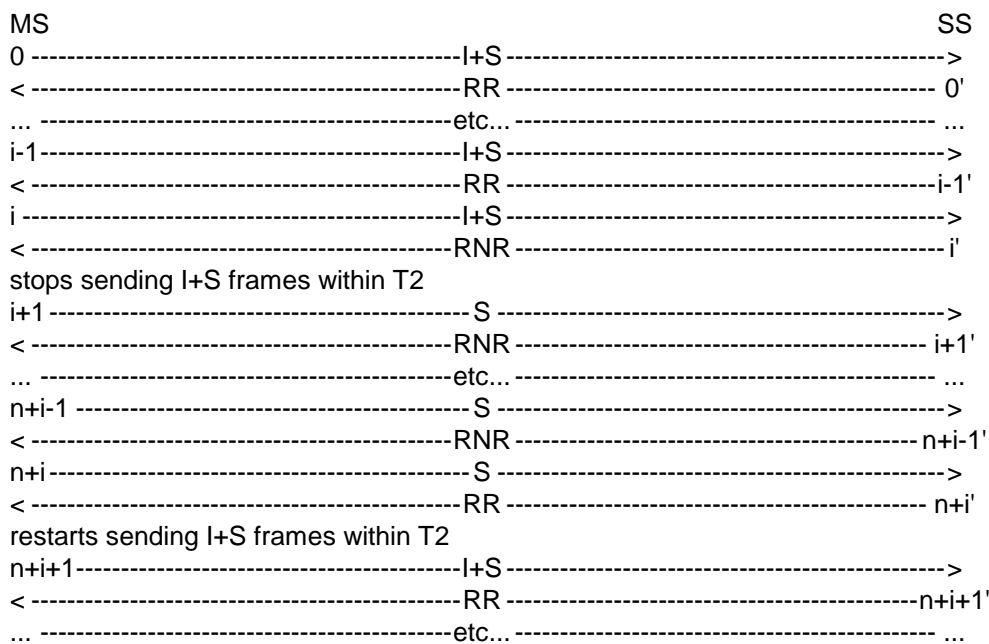 MS SS
0 ------------------------------------------------I+S-------------------------------------------------->
< ------------------------------------------------RR ------------------------------------------------ 0'
... -----------------------------------------------etc... ------------------------------------------------ ...
i-1------------------------------------------------I+S-------------------------------------------------->
< ------------------------------------------------RR ------------------------------------------------i-1'
i -------------------------------------------------I+S-------------------------------------------------->
< -----------------------------------------------RNR------------------------------------------------- i'
stops sending I+S frames within T2
i+1 ----------------------------------------------- S -------------------------------------------------->
< -----------------------------------------------RNR----------------------------------------------- i+1'
... -----------------------------------------------etc... ------------------------------------------------ ...
n+i-1 -------------------------------------------- S -------------------------------------------------->
< -----------------------------------------------RNR---------------------------------------------- n+i-1'
n+i----------------------------------------------- S -------------------------------------------------->
< ------------------------------------------------RR ----------------------------------------------- n+i'
restarts sending I+S frames within T2
n+i+1-------------------------------------------I+S-------------------------------------------------->
< ------------------------------------------------RR ----------------------------------------------n+i+1'
... -----------------------------------------------etc... ------------------------------------------------ ...